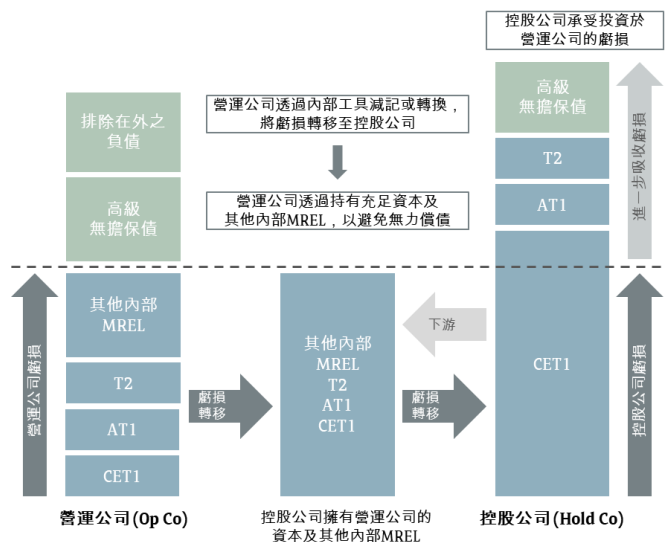 控股公司承受投資於
營運公司的虧損
排除在外之
負債
高級
無擔保債
營運公司透過內部工具減記或轉換，
將虧損轉移至控股公司
營運公司透過持有充足資本及
其他內部MREL，以避免無力償債
高級
無擔保債
T2
AT1
進一步吸收虧損
營運公司虧損
其他內部
MREL
T2
AT1
CET1
虧損
轉移
其他內部
MREL
T2
AT1
CET1
下游
虧損
轉移
CET1
控股公司虧損
營運公司(Op Co)
控股公司擁有營運公司的
資本及其他內部MREL
控股公司(Hold Co)